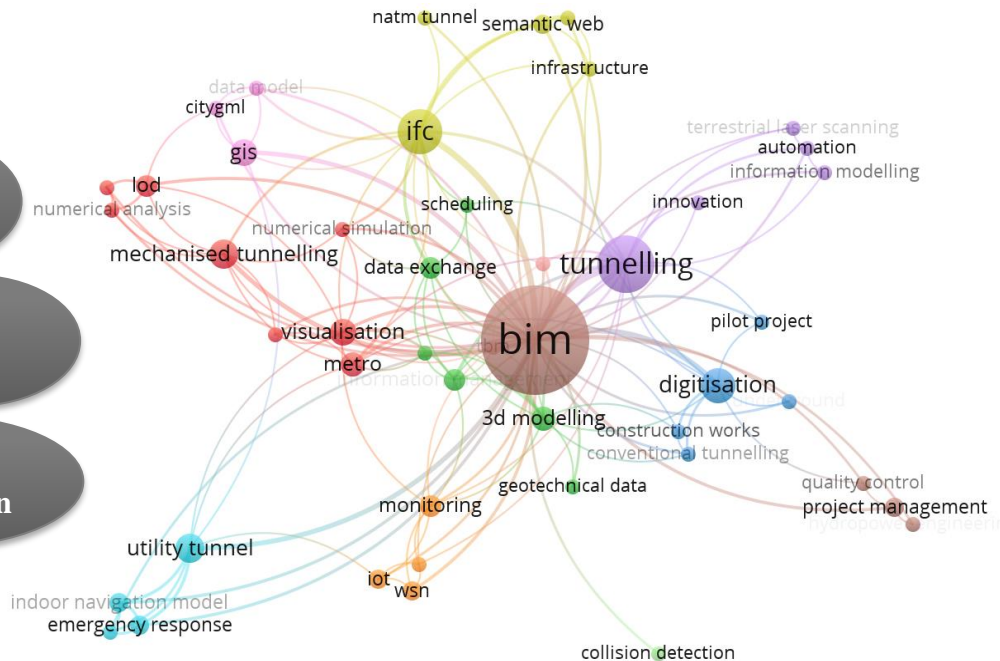 natm tunnel
semantic web
infrastructure
data model
citygml
ifc
gis
terrestrial laser scanning
automation
information modelling
lod
numerical analysis
scheduling
innovation
numerical simulation
mechanised tunnelling
data exchange
tunnelling
visualisation
bim
tbm
pilot project
metro
information management
digitisation
3d modelling
construction works
conventional tunnelling
geotechnical data
quality control
project management
monitoring
n
utility tunnel
iot
wsn
indoor navigation model
emergency response
collision detection